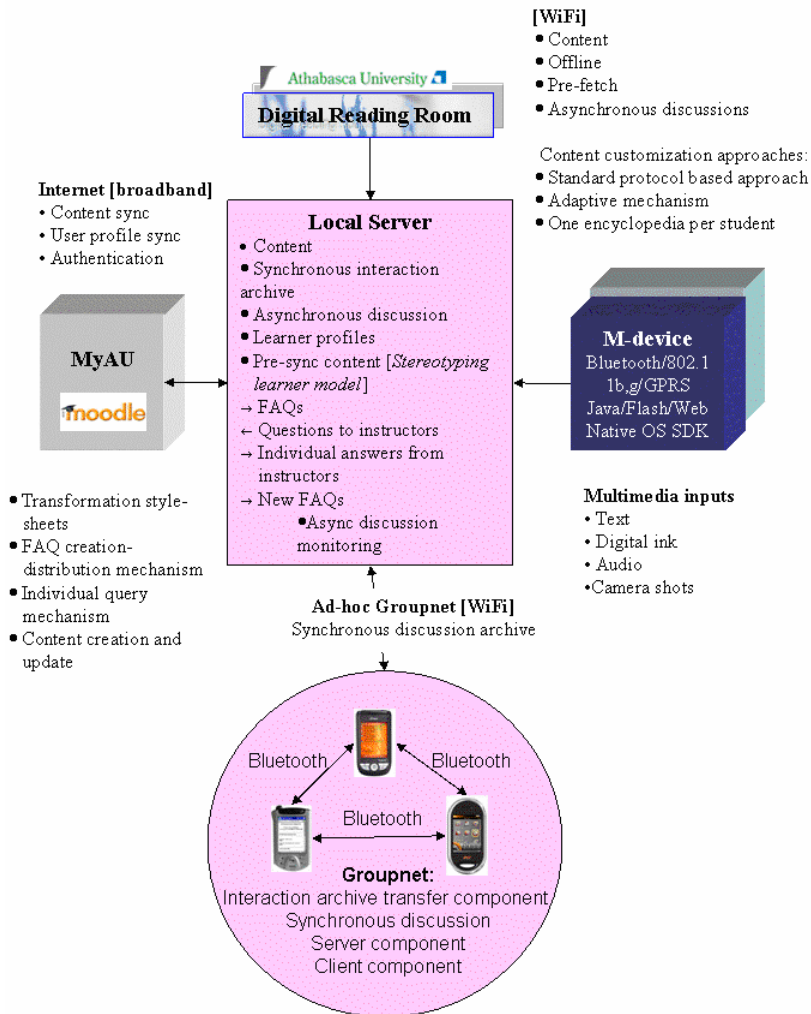 [WiFi]
● Content
● Offline
● Pre-fetch
● Asynchronous discussions
Athabasca University
Digital Reading Room
Content customization approaches:
● Standard protocol based approach
● Adaptive mechanism
● One encyclopedia per student
Internet [broadband]
• Content sync
• User profile sync
• Authentication
Local Server
• Content
● Synchronous interaction
archive
● Asynchronous discussion
● Learner profiles
● Pre-sync content [Stereotyping
learner model]
→ FAQs
← Questions to instructors
→ Individual answers from
instructors
→ New FAQs
●Async discussion
monitoring
MyAU
moodle
M-device
Bluetooth/802.1
1b,g/GPRS
Java/Flash/Web
Native OS SDK
● Transformation style-
sheets
● FAQ creation-
distribution mechanism
● Individual query
mechanism
● Content creation and
update
Multimedia inputs
• Text
• Digital ink
• Audio
•Camera shots
Ad-hoc Groupnet [WiFi]
Synchronous discussion archive
Bluetooth
Bluetooth
Bluetooth
Groupnet:
Interaction archive transfer component
Synchronous discussion
Server component
Client component